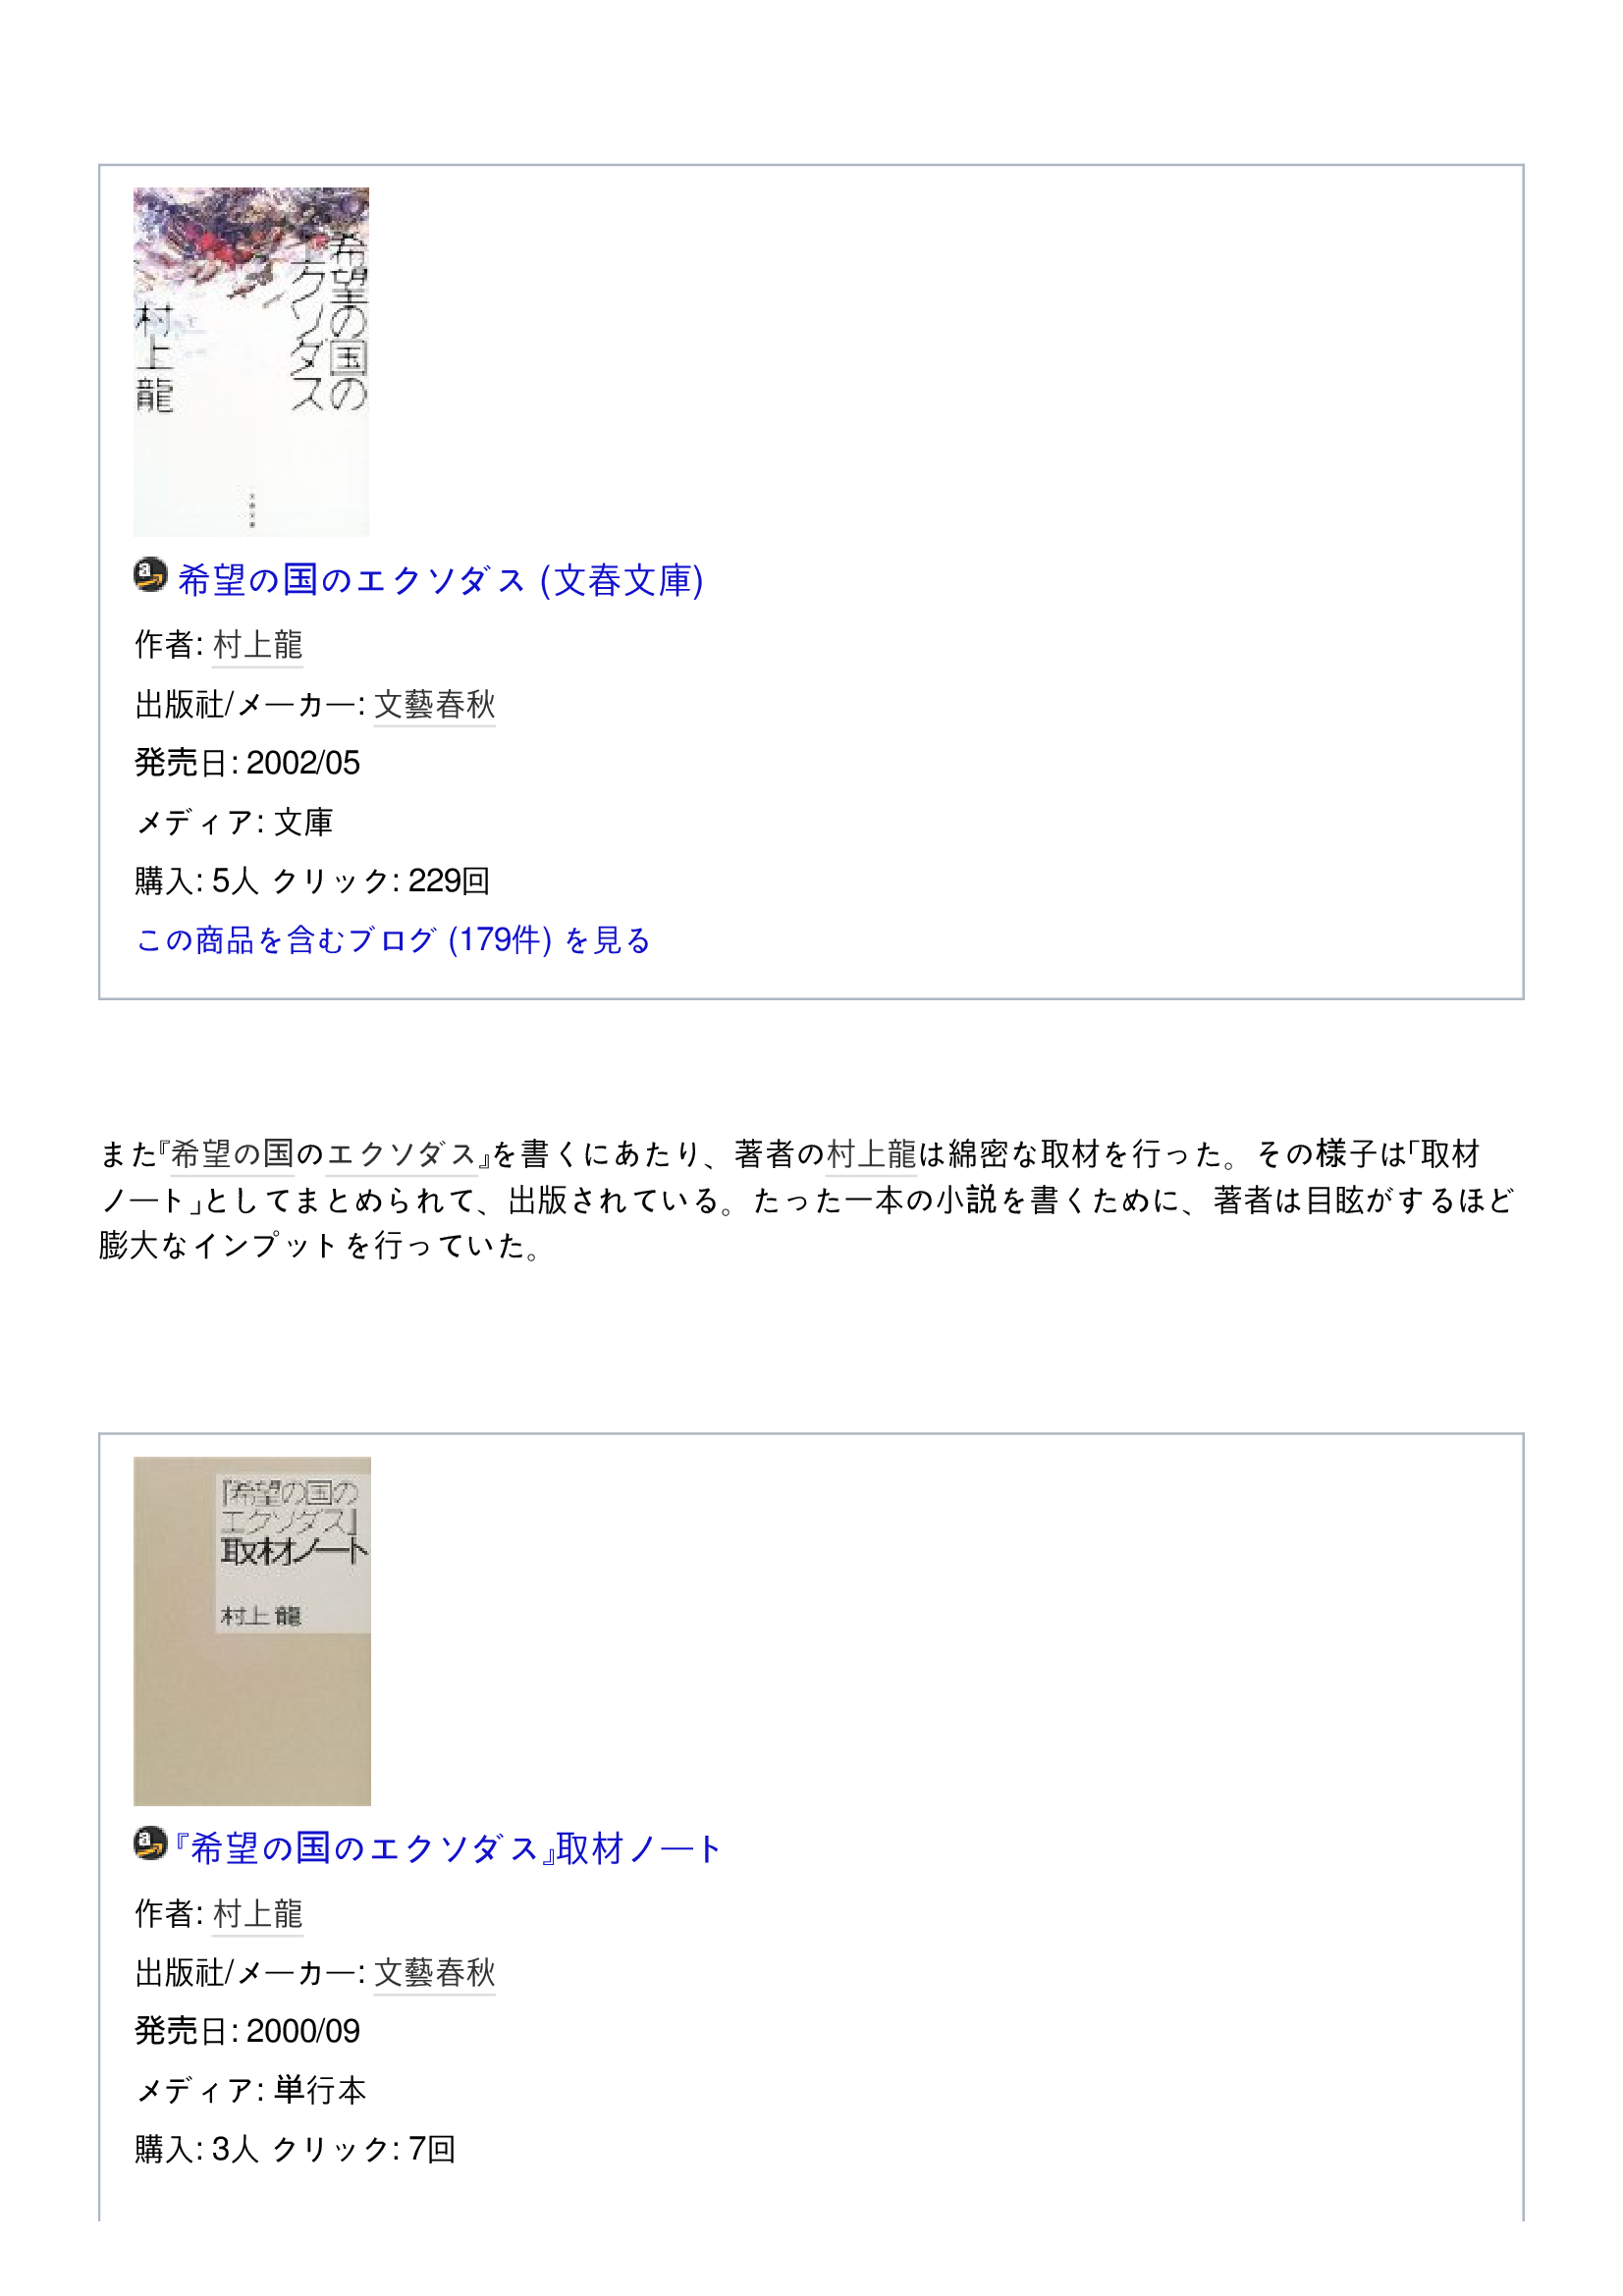 希望の国の
エクソダス
村上龍
文春文庫
希望の国のエクソダス (文春文庫)
作者: 村上龍
出版社/メーカー: 文藝春秋
発売日: 2002/05
メディア: 文庫
購入: 5人 クリック: 229回
この商品を含むブログ (179件) を見る
また『希望の国のエクソダス』を書くにあたり、著者の村上龍は綿密な取材を行った。その様子は「取材
ノート」としてまとめられて、出版されている。たった一本の小説を書くために、著者は目眩がするほど
膨大なインプットを行っていた。
『希望の国の
エクソダス』
取材ノート
村上 龍
『希望の国のエクソダス』取材ノート
作者: 村上龍
出版社/メーカー: 文藝春秋
発売日: 2000/09
メディア: 単行本
購入: 3人 クリック: 7回